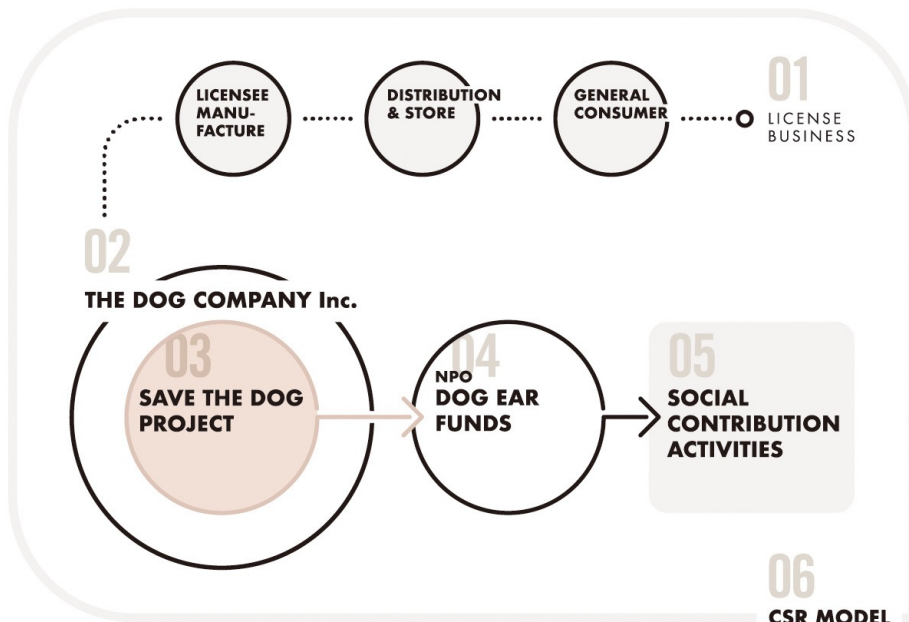 01
LICENSE
BUSINESS
LICENSEE
MANU-
FACTURE
DISTRIBUTION
& STORE
GENERAL
CONSUMER
02
THE DOG COMPANY Inc.
03
SAVE THE DOG
PROJECT
04
NPO
DOG EAR
FUNDS
05
SOCIAL
CONTRIBUTION
ACTIVITIES
06
CSR MODEL